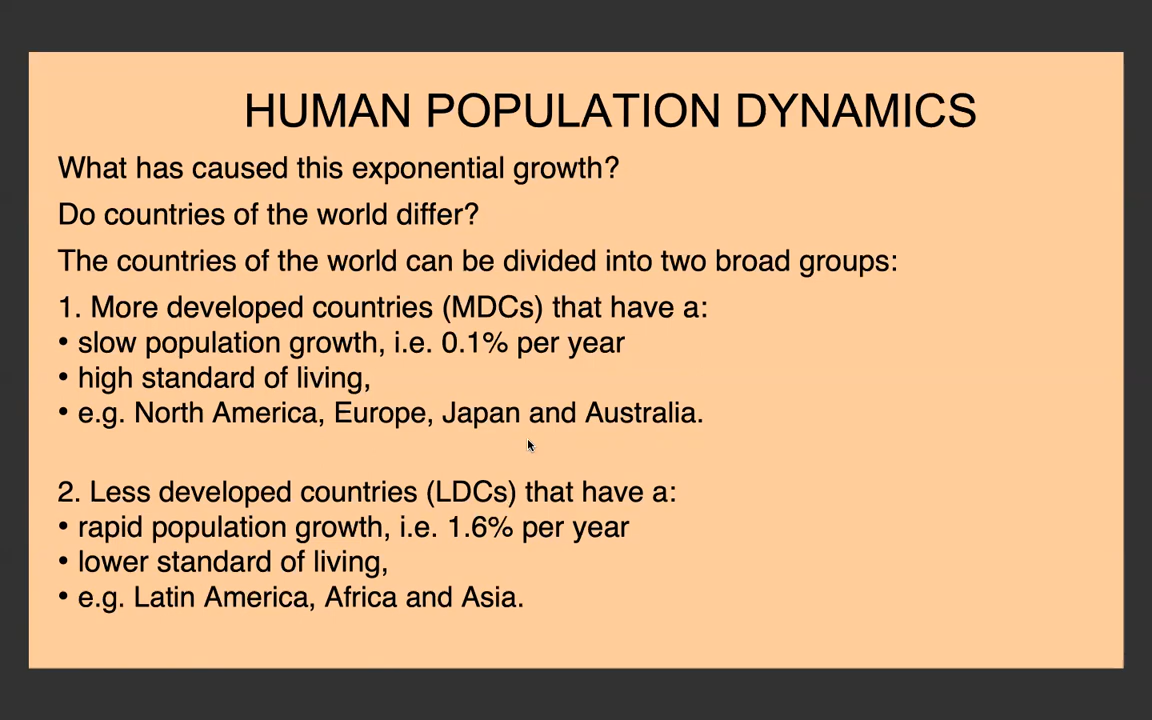 HUMAN POPULATION DYNAMICS
What has caused this exponential growth?
Do countries of the world differ?
The countries of the world can be divided into two broad groups:
1. More developed countries (MDCs) that have a:
• slow population growth, i.e. 0.1% per year
• high standard of living,
• e.g. North America, Europe, Japan and Australia.
2. Less developed countries (LDCs) that have a:
• rapid population growth, i.e. 1.6% per year
• lower standard of living,
• e.g. Latin America, Africa and Asia.